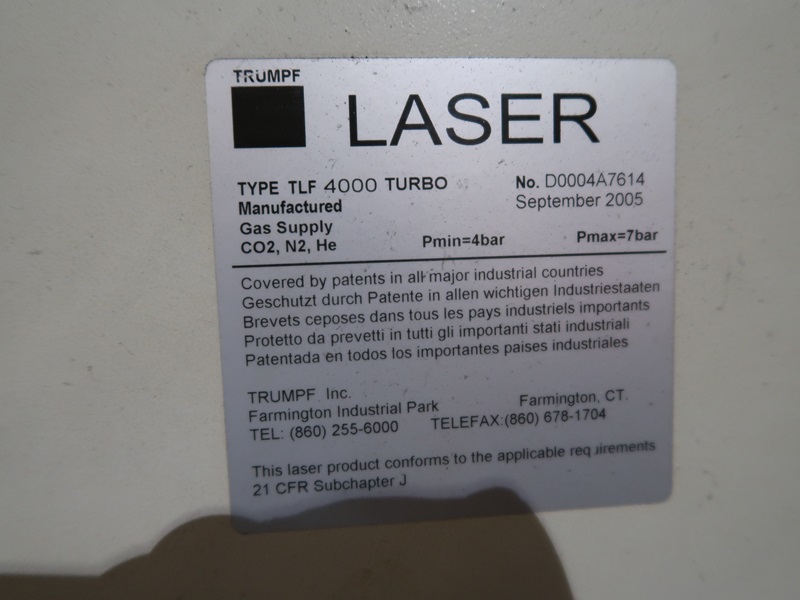 TRUMPF
LASER
TYPE TLF 4000 TURBO No. D0004A7614
Manufactured September 2005
Gas Supply
CO2, N2, He Pmin=4bar Pmax=7bar
Covered by patents in all major industrial countries
Geschutzt durch Patente in allen wichtigen Industriestaaten
Brevets ceposes dans tous les pays industriels importants
Protetto da prevetti in tutti gli importanti stati industriali
Patentada en todos los importantes paises industriales
TRUMPF Inc.
Farmington Industrial Park Farmington, CT.
TEL: (860) 255-6000 TELEFAX:(860) 678-1704
This laser product conforms to the applicable requirements
21 CFR Subchapter J